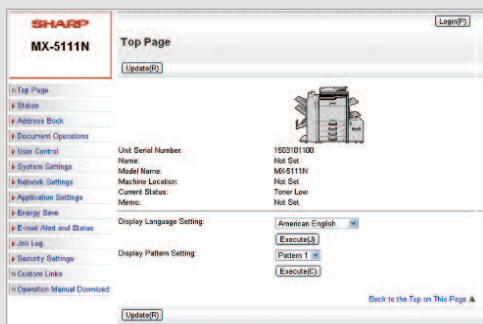 SHARP
MX-5111N
Login(P)
Top Page
Update(R)
Top Page
Status
Address Book
Document Operations
User Control
System Settings
Network Settings
Application Settings
Energy Save
E-mail Alert and Status
Job Log
Security Settings
Custom Links
Operation Manual Download
Unit Serial Number: 1503101100
Name: Not Set
Model Name: MX-5111N
Machine Location: Not Set
Current Status: Toner Low
Memo: Not Set
Display Language Setting: American English
Execute(J)
Display Pattern Setting: Pattern 1
Execute(C)
Back to the Top on This Page ▲
Update(R)